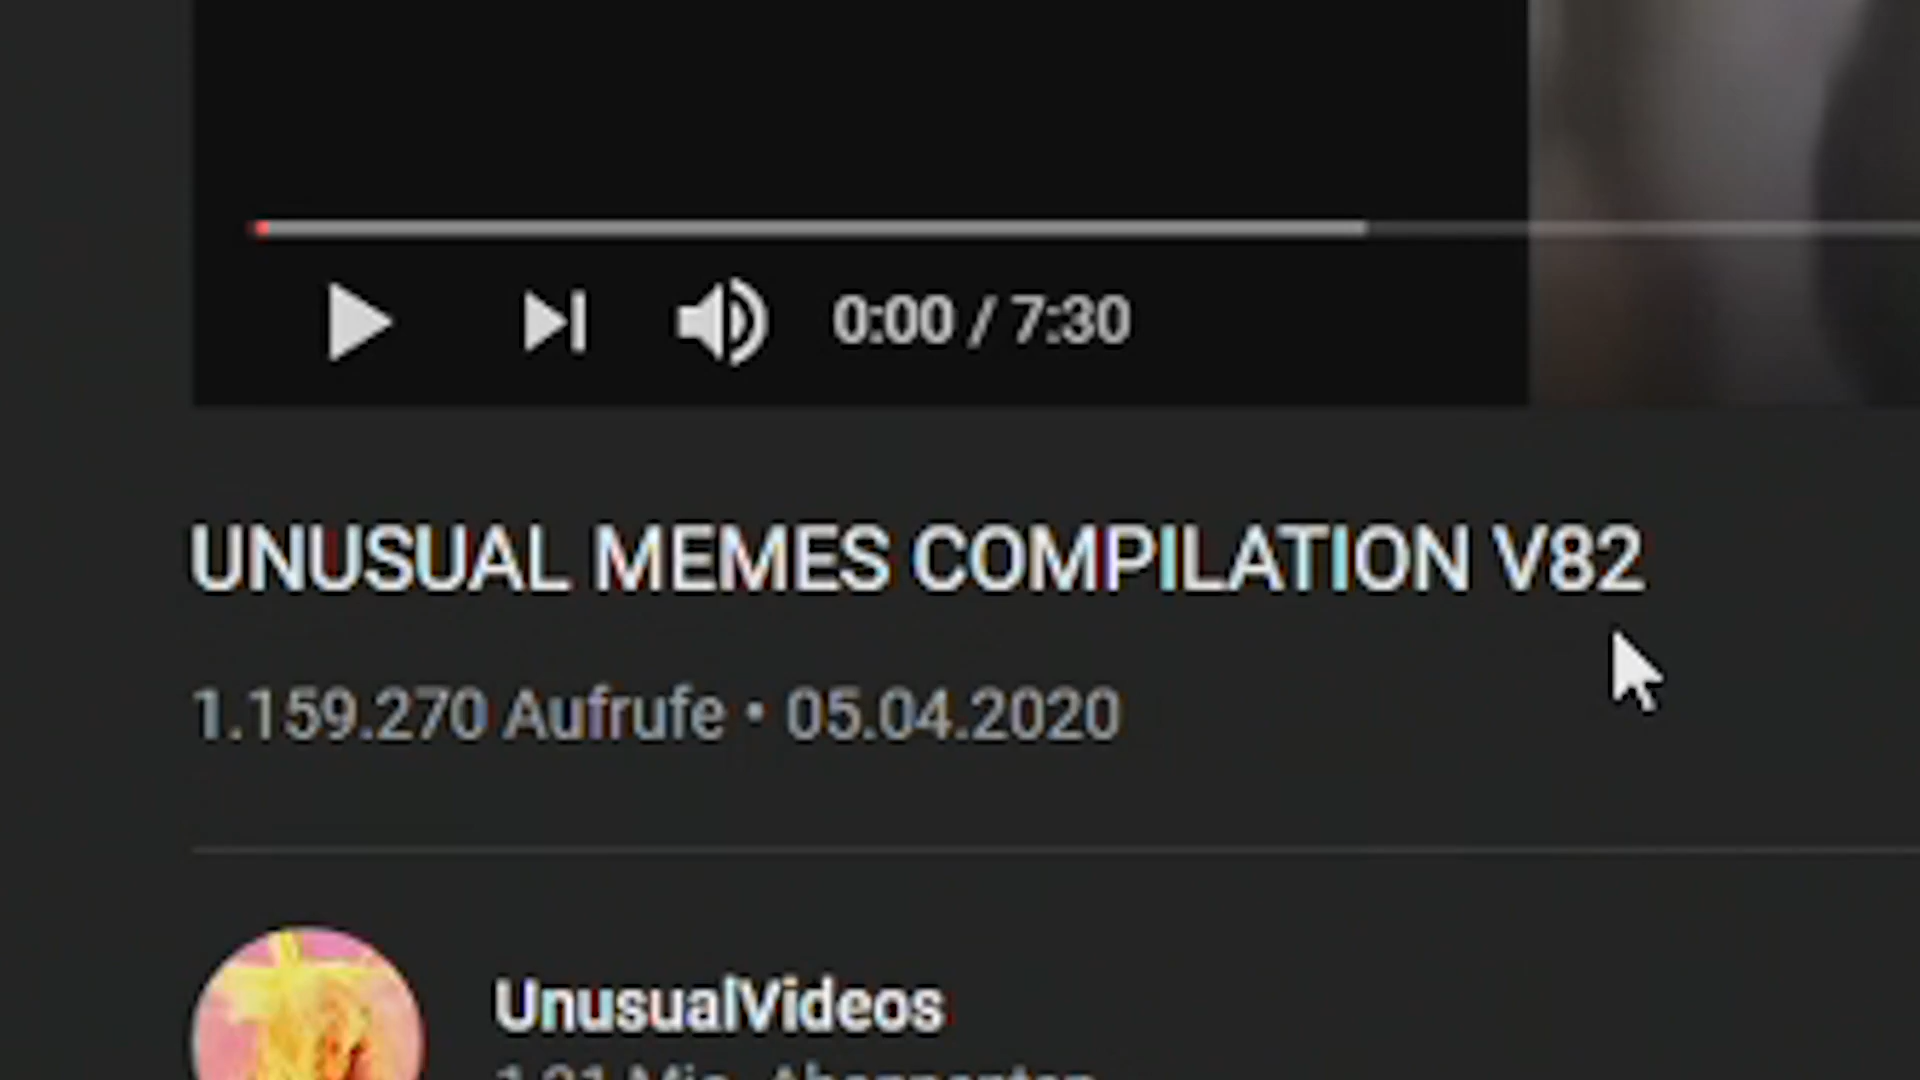 0:00 / 7:30
UNUSUAL MEMES COMPILATION V82
1.159.270 Aufrufe • 05.04.2020
UnusualVideos